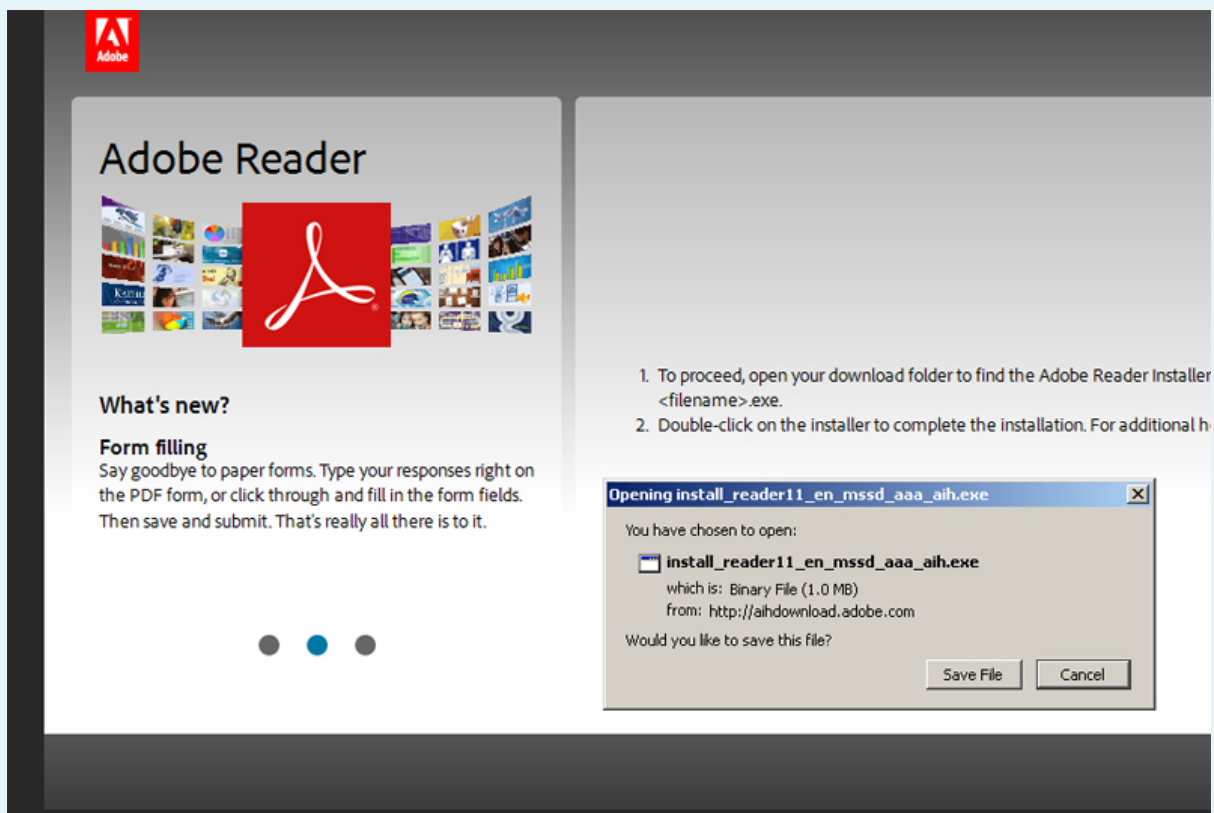 Adobe
Adobe Reader
What's new?
Form filling
Say goodbye to paper forms. Type your responses right on
the PDF form, or click through and fill in the form fields.
Then save and submit. That's really all there is to it.
1. To proceed, open your download folder to find the Adobe Reader Installer
<filename>.exe.
2. Double-click on the installer to complete the installation. For additional h
Opening install_reader11_en_mssd_aaa_aih.exe
You have chosen to open:
install_reader11_en_mssd_aaa_aih.exe
which is: Binary File (1.0 MB)
from: http://aihdownload.adobe.com
Would you like to save this file?
Save File
Cancel